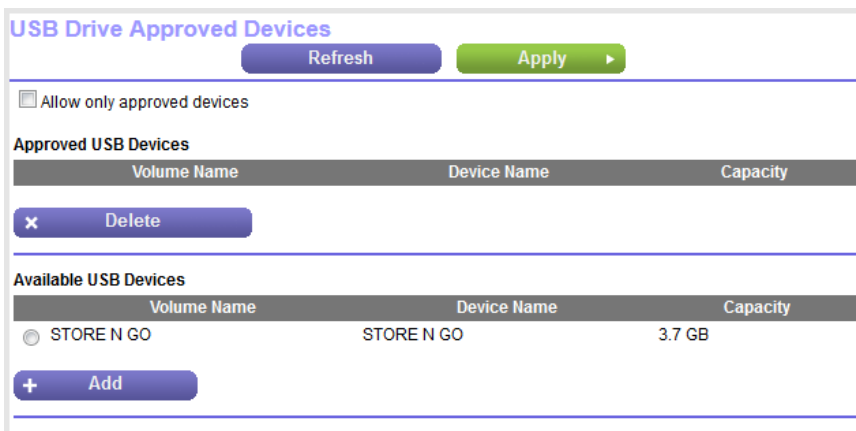 USB Drive Approved Devices
Refresh Apply
Allow only approved devices
Approved USB Devices
Volume Name Device Name Capacity
Delete
Available USB Devices
Volume Name Device Name Capacity
STORE N GO STORE N GO 3.7 GB
Add